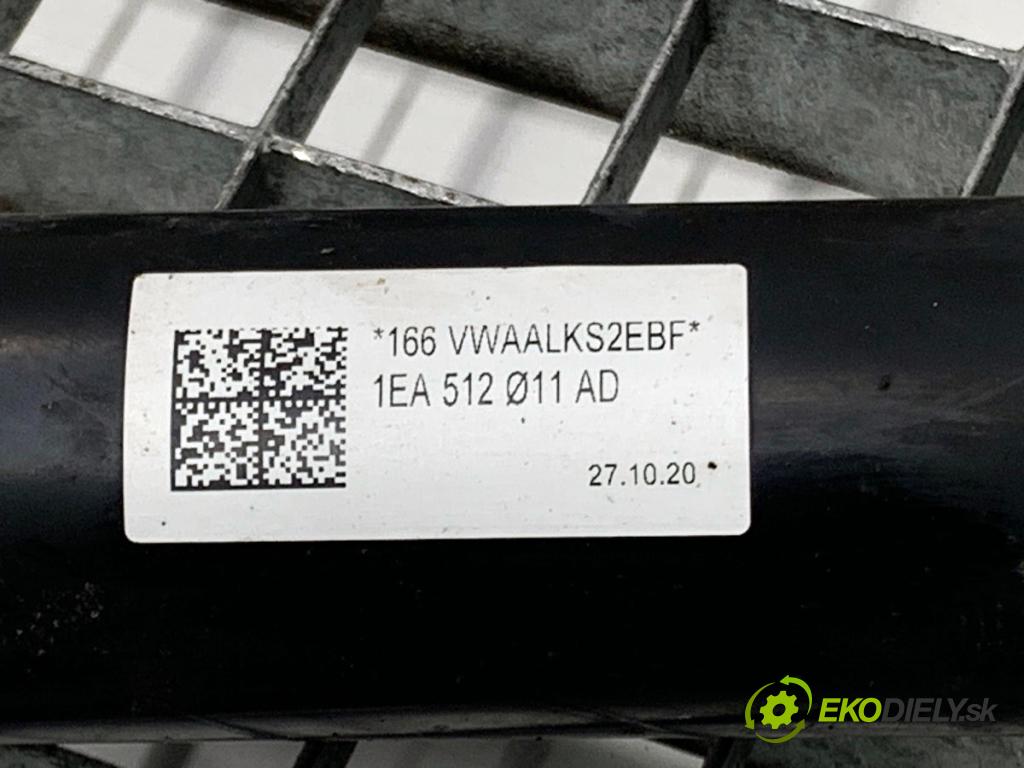 *166 VWAALKS2EBF*
1EA 512 Ø11 AD
27.10.20
EKODIELY.sk